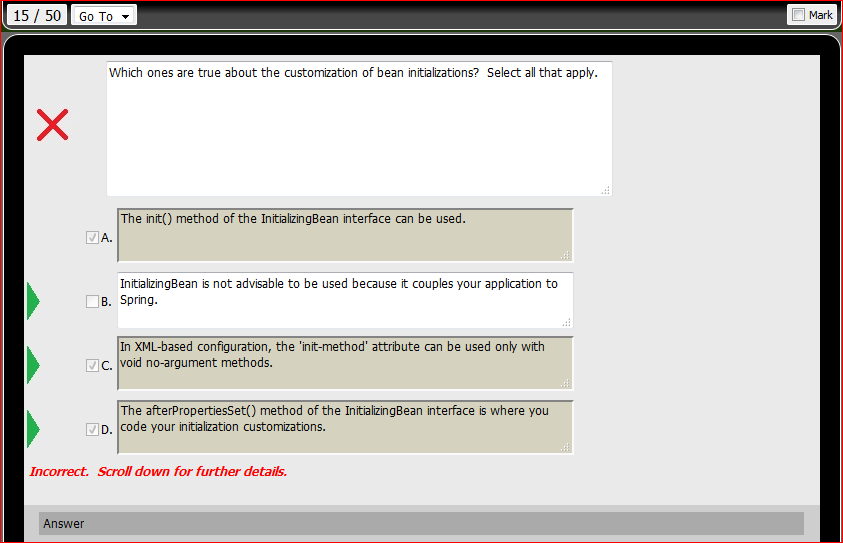 15 / 50 Go To Mark
Which ones are true about the customization of bean initializations?  Select all that apply.
A. The init() method of the InitializingBean interface can be used.
B. InitializingBean is not advisable to be used because it couples your application to
Spring.
C. In XML-based configuration, the 'init-method' attribute can be used only with
void no-argument methods.
D. The afterPropertiesSet() method of the InitializingBean interface is where you
code your initialization customizations.
Incorrect.  Scroll down for further details.
Answer